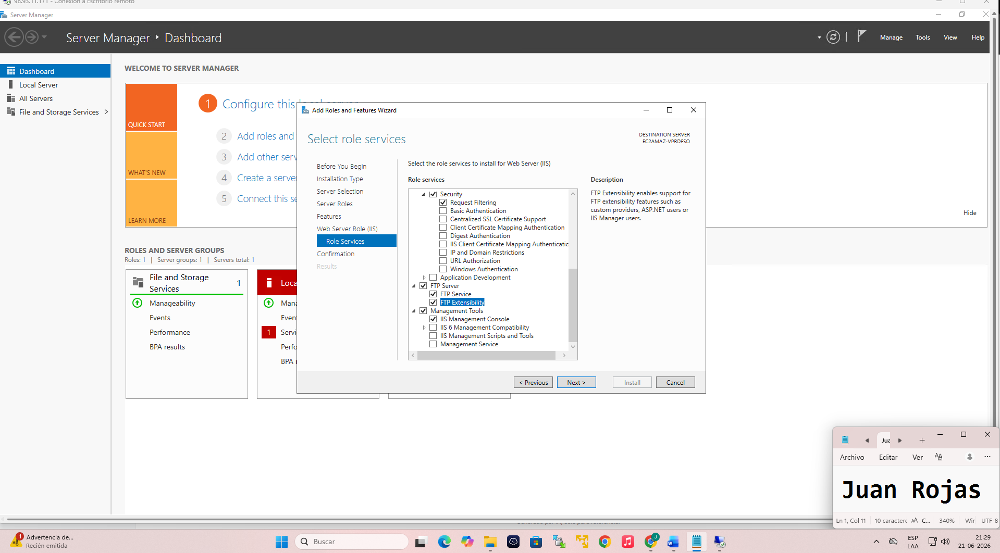 98.93.11.171 - Conexión a Escritorio remoto
Server Manager
Server Manager ‣ Dashboard
Manage
Tools
View
Help
Dashboard
Local Server
All Servers
File and Storage Services
WELCOME TO SERVER MANAGER
QUICK START
WHAT'S NEW
LEARN MORE
1 Configure this
2 Add roles and
3 Add other serv
4 Create a serve
5 Connect this se
Hide
ROLES AND SERVER GROUPS
Roles: 1 | Server groups: 1 | Servers total: 1
File and Storage Services 1
Manageability
Events
Performance
BPA results
Loca
Mana
Even
1 Servi
Perfo
BPA r
Add Roles and Features Wizard
Select role services
DESTINATION SERVER
EC2AMAZ-VPRDFSO
Before You Begin
Installation Type
Server Selection
Server Roles
Features
Web Server Role (IIS)
Role Services
Confirmation
Results
Select the role services to install for Web Server (IIS)
Role services
Security
Request Filtering
Basic Authentication
Centralized SSL Certificate Support
Client Certificate Mapping Authentication
Digest Authentication
IIS Client Certificate Mapping Authenticatic
IP and Domain Restrictions
URL Authorization
Windows Authentication
Application Development
FTP Server
FTP Service
FTP Extensibility
Management Tools
IIS Management Console
IIS 6 Management Compatibility
IIS Management Scripts and Tools
Management Service
Description
FTP Extensibility enables support for
FTP extensibility features such as
custom providers, ASP.NET users or
IIS Manager users.
< Previous
Next >
Install
Cancel
Jua
Archivo
Editar
Ver
Juan Rojas
Ln 1, Col 11
10 caractere
C...
340%
Wir
UTF-8
1
Advertencia de...
Recién emitida
Buscar
J
ESP
LAA
21:29
21-06-2026